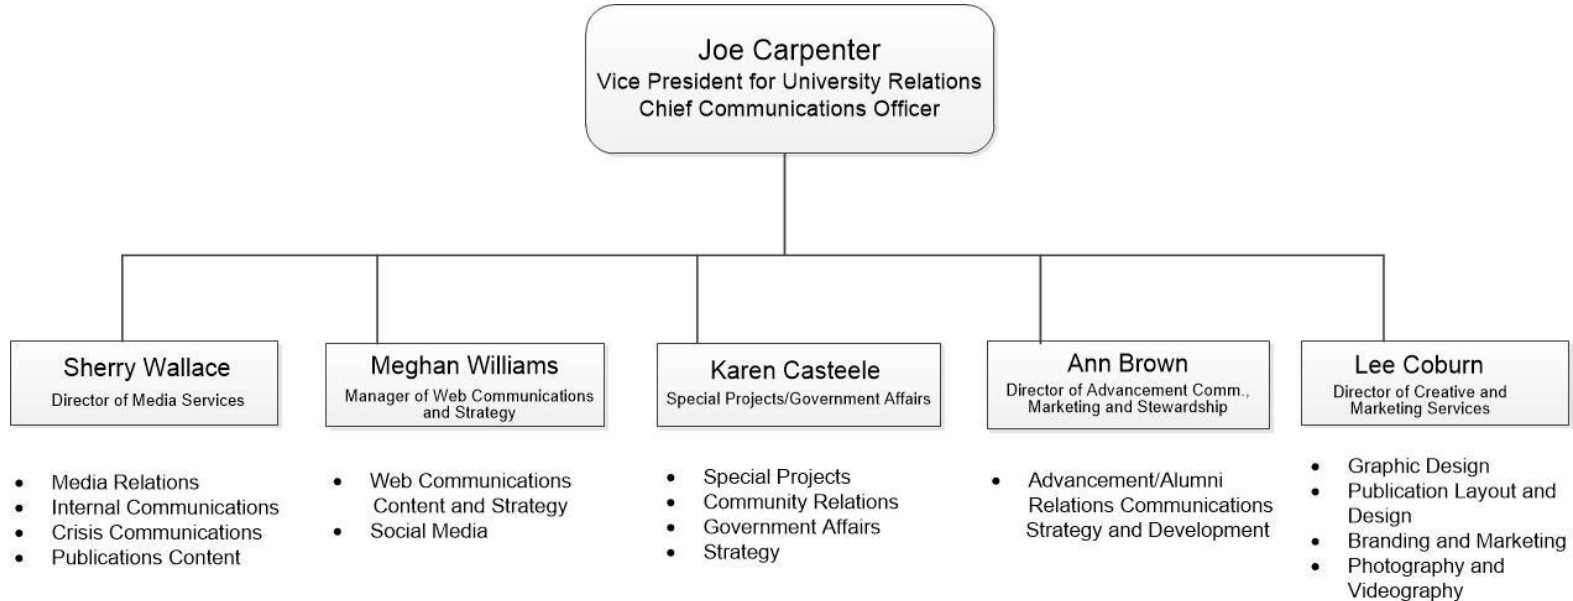 Joe Carpenter
Vice President for University Relations
Chief Communications Officer
Sherry Wallace
Director of Media Services
• Media Relations
• Internal Communications
• Crisis Communications
• Publications Content
Meghan Williams
Manager of Web Communications
and Strategy
• Web Communications
Content and Strategy
• Social Media
Karen Casteele
Special Projects/Government Affairs
• Special Projects
• Community Relations
• Government Affairs
• Strategy
Ann Brown
Director of Advancement Comm.,
Marketing and Stewardship
• Advancement/Alumni
Relations Communications
Strategy and Development
Lee Coburn
Director of Creative and
Marketing Services
• Graphic Design
• Publication Layout and
Design
• Branding and Marketing
• Photography and
Videography